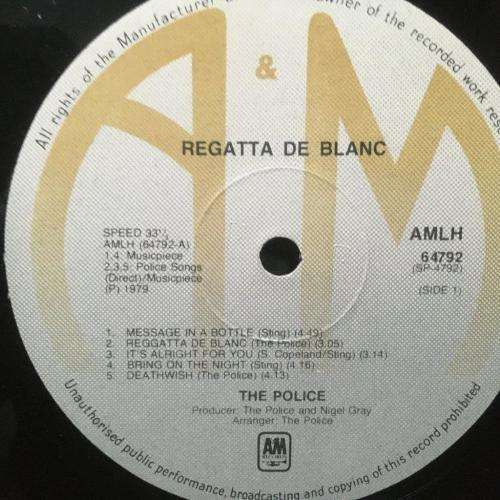 All rights of the Manufacturer
owner of the recorded work
A & M
REGATTA DE BLANC
SPEED 33⅓
AMLH (64792-A)
1.4: Musicpiece
2,3,5: Police Songs
(Direct)/Musicpiece
(P) 1979
AMLH
64792
(SP-4792)
(SIDE 1)
1. MESSAGE IN A BOTTLE (Sting) (4.49)
2. REGGATTA DE BLANC (The Police) (3.05)
3. IT'S ALRIGHT FOR YOU (S. Copeland/Sting) (3.14)
4. BRING ON THE NIGHT (Sting) (4.16)
5. DEATHWISH (The Police) (4.13)
THE POLICE
Producer: The Police and Nigel Gray
Arranger: The Police
A&M
RECORDS
Unauthorised public performance, broadcasting and copying of this record prohibited